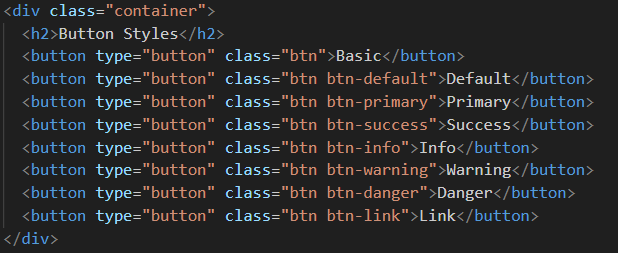 <div class="container">
  <h2>Button Styles</h2>
  <button type="button" class="btn">Basic</button>
  <button type="button" class="btn btn-default">Default</button>
  <button type="button" class="btn btn-primary">Primary</button>
  <button type="button" class="btn btn-success">Success</button>
  <button type="button" class="btn btn-info">Info</button>
  <button type="button" class="btn btn-warning">Warning</button>
  <button type="button" class="btn btn-danger">Danger</button>
  <button type="button" class="btn btn-link">Link</button>
</div>